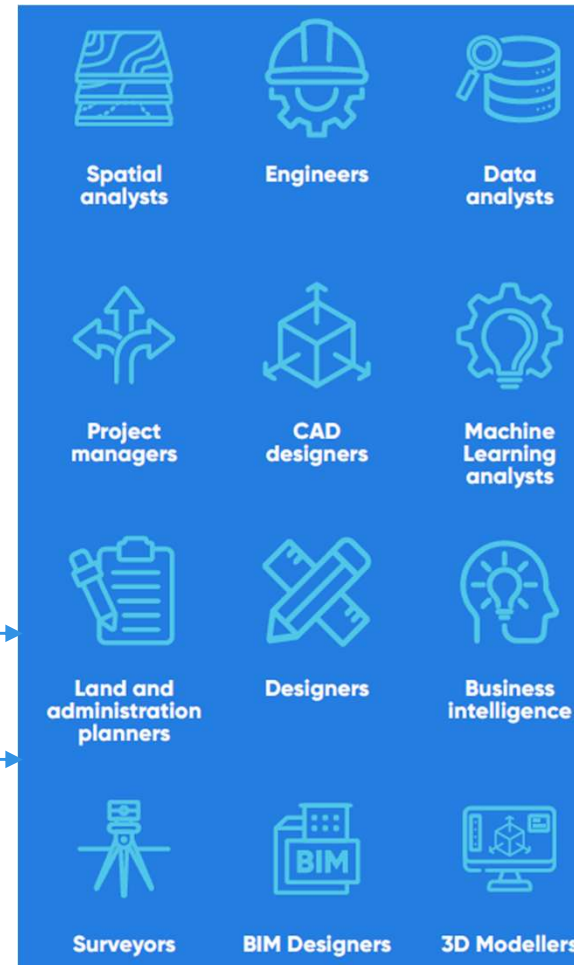 Spatial
analysts
Engineers
Data
analysts
Project
managers
CAD
designers
Machine
Learning
analysts
Land and
administration
planners
Designers
Business
intelligence
BIM
Surveyors
BIM Designers
3D Modellers